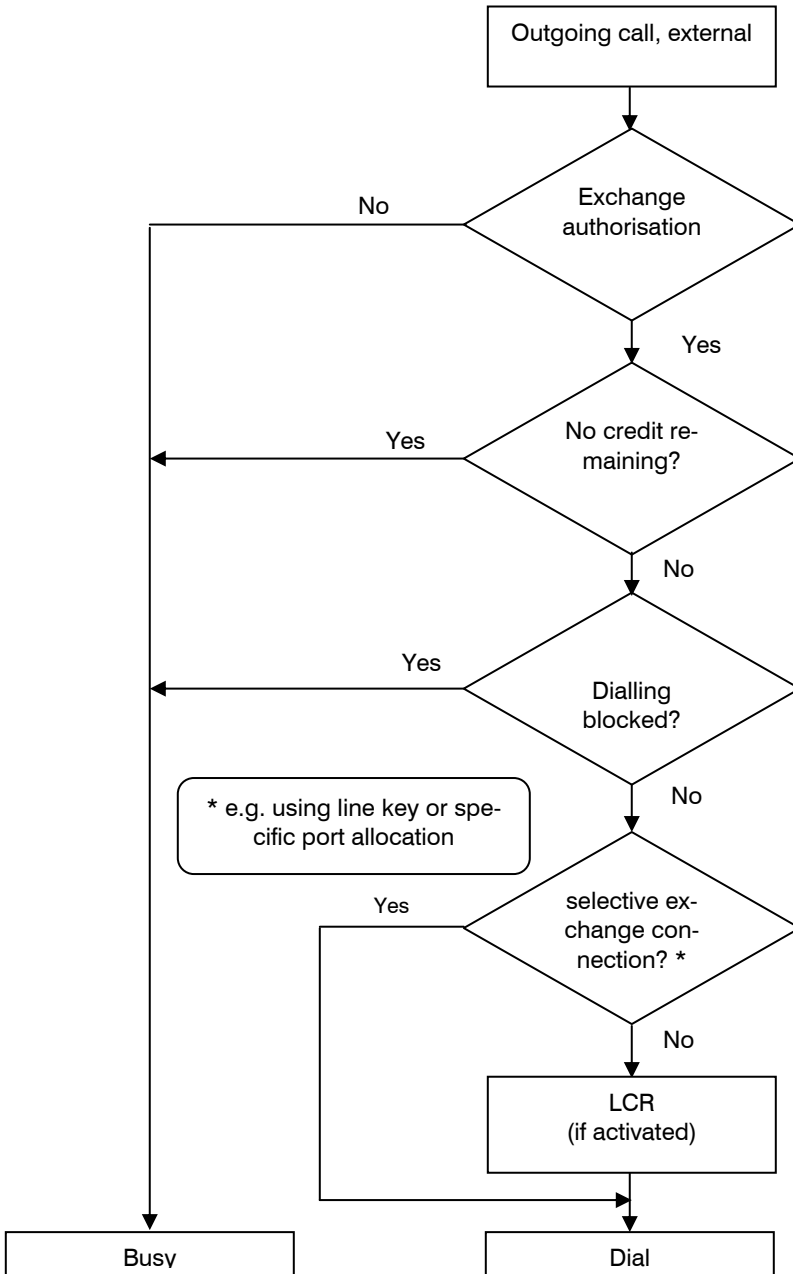 Outgoing call, external
Exchange
authorisation
No
Yes
No credit re-
maining?
Yes
No
Dialling
blocked?
Yes
No
* e.g. using line key or spe-
cific port allocation
selective ex-
change con-
nection? *
Yes
No
LCR
(if activated)
Busy
Dial